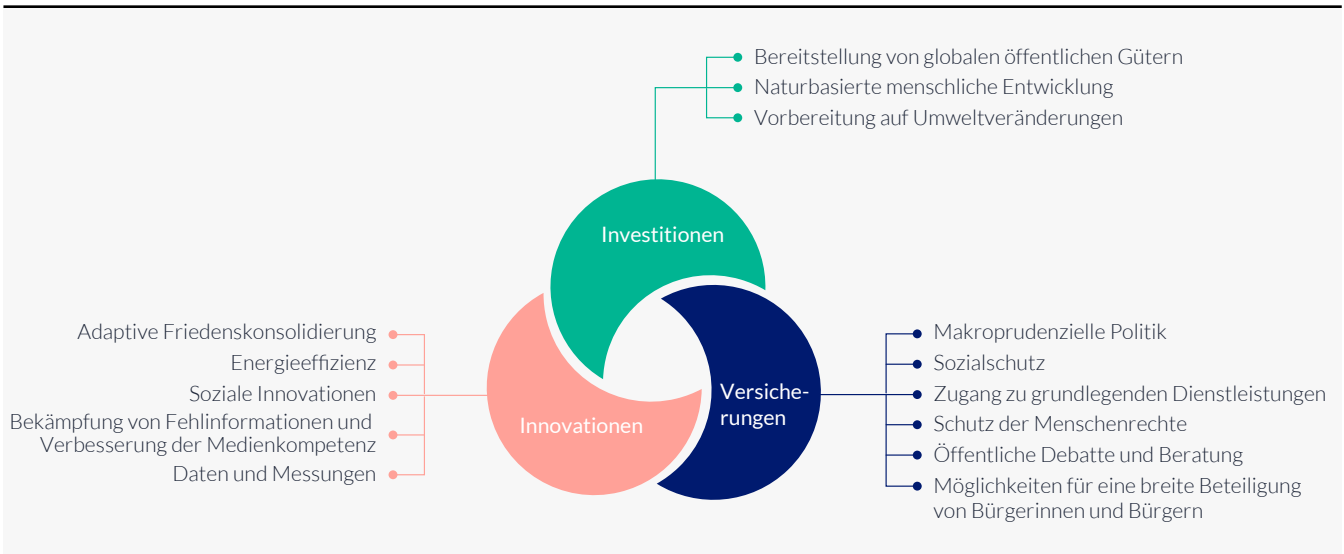 Bereitstellung von globalen öffentlichen Gütern
Naturbasierte menschliche Entwicklung
Vorbereitung auf Umweltveränderungen
Investitionen
Adaptive Friedenskonsolidierung
Energieeffizienz
Soziale Innovationen
Bekämpfung von Fehlinformationen und
Verbesserung der Medienkompetenz
Daten und Messungen
Innovationen
Versiche-
rungen
Makroprudenzielle Politik
Sozialschutz
Zugang zu grundlegenden Dienstleistungen
Schutz der Menschenrechte
Öffentliche Debatte und Beratung
Möglichkeiten für eine breite Beteiligung
von Bürgerinnen und Bürgern